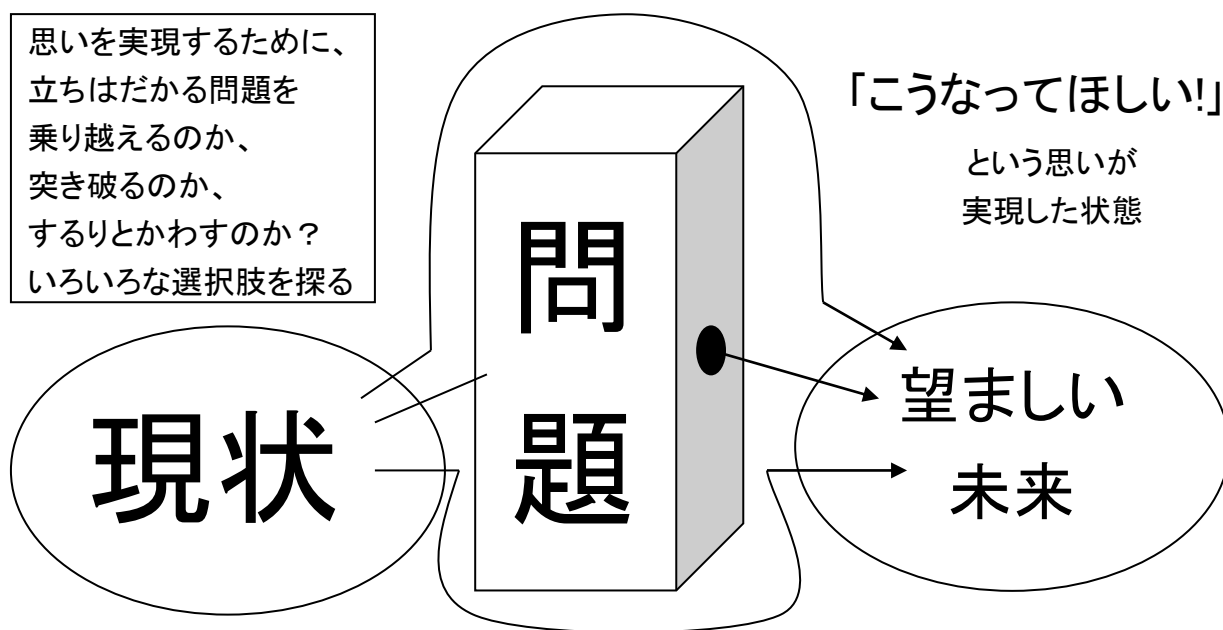 思いを実現するために、
立ちはだかる問題を
乗り越えるのか、
突き破るのか、
するりとかわすのか？
いろいろな選択肢を探る
「こうなってほしい!」
という思いが
実現した状態
現状
問
題
望ましい
未来